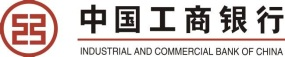 中国工商银行
INDUSTRIAL AND COMMERCIAL BANK OF CHINA